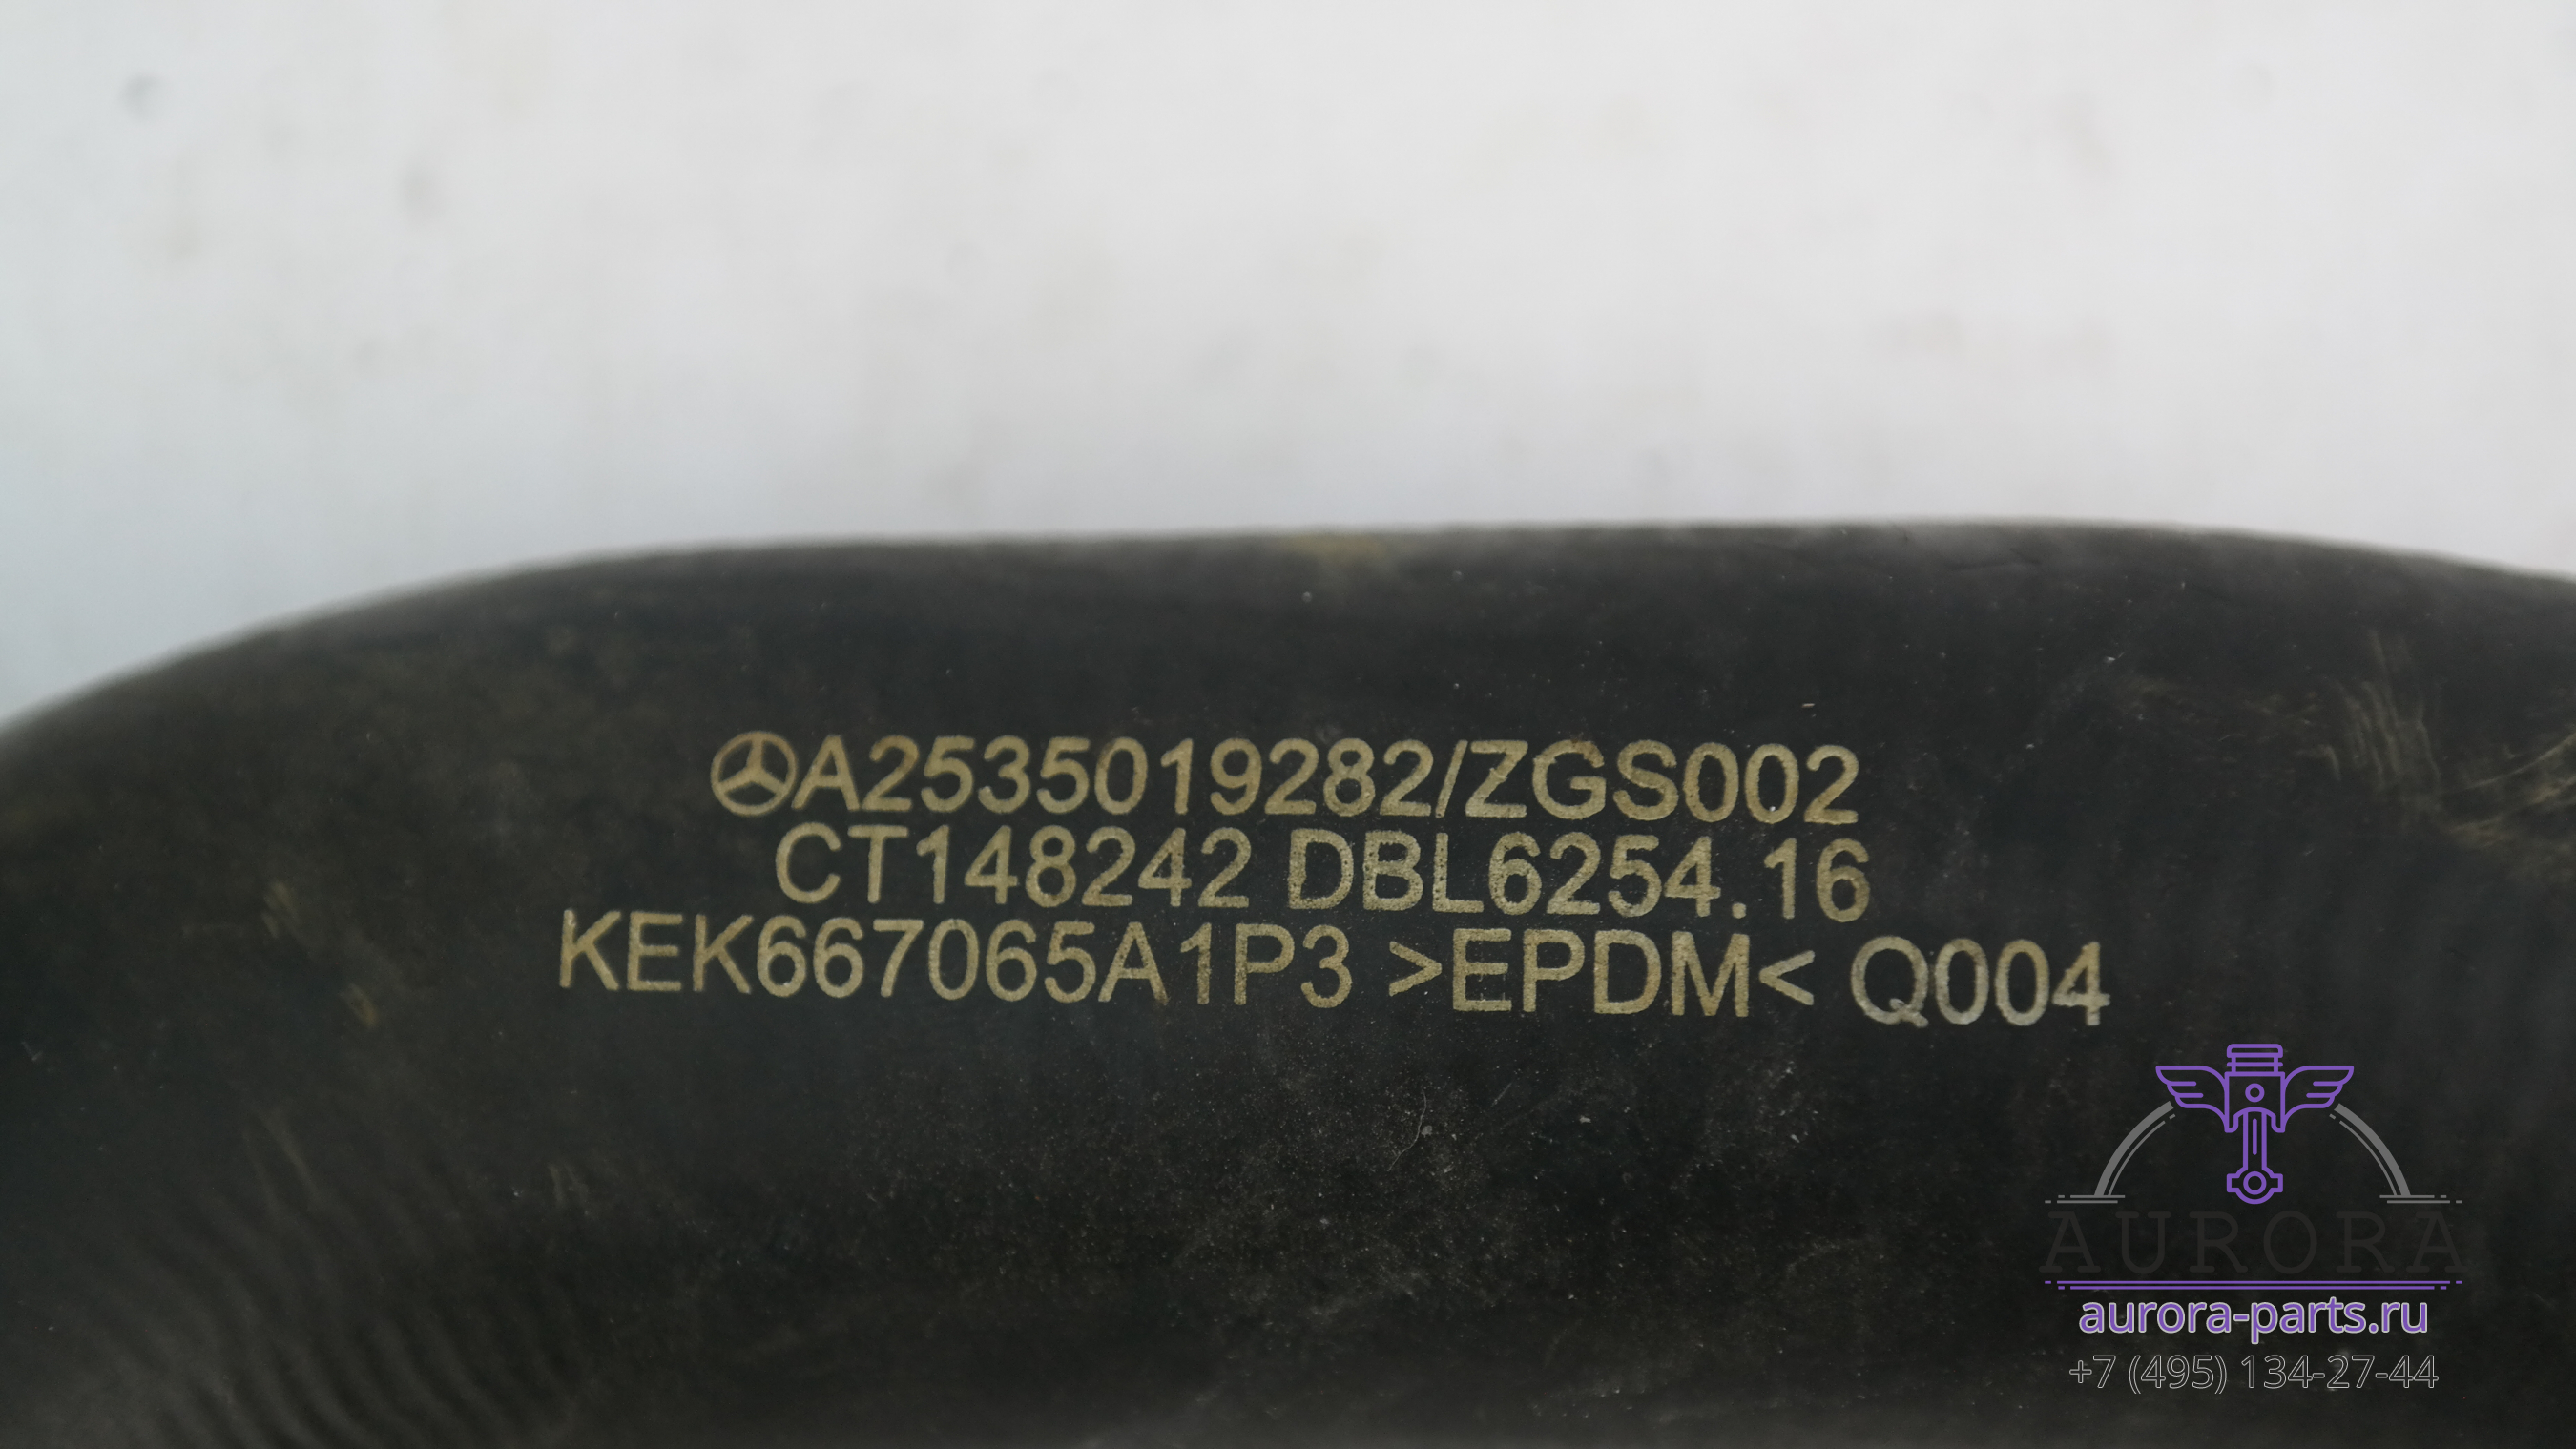 A2535019282/ZGS002
CT148242 DBL6254.16
KEK667065A1P3 >EPDM< Q004
AURORA
aurora-parts.ru
+7 (495) 134-27-44